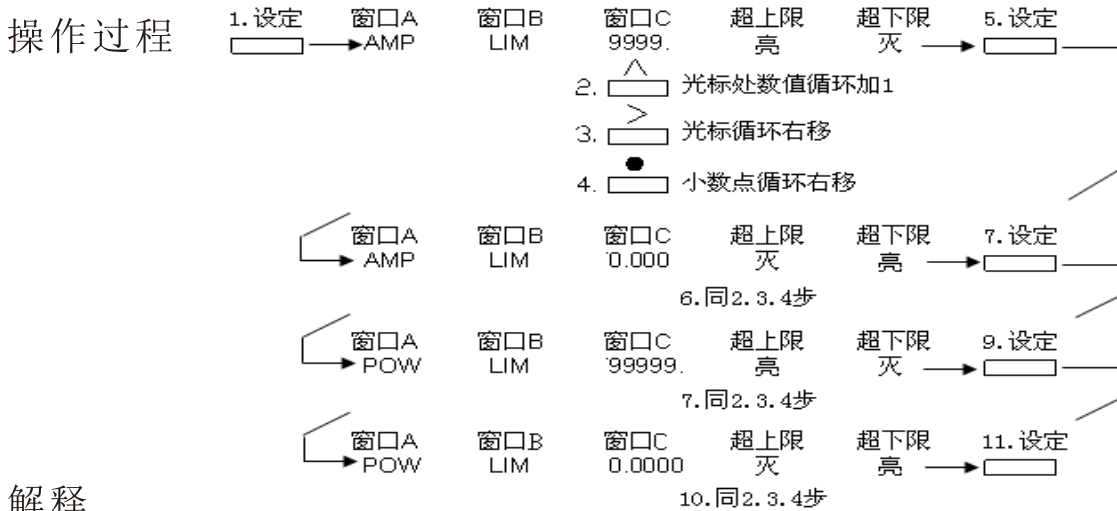 操作过程
1.设定 窗口A 窗口B 窗口C 超上限 超下限 5.设定
AMP LIM 9999. 亮 灭
2. ∧ 光标处数值循环加1
3. > 光标循环右移
4. ● 小数点循环右移
窗口A 窗口B 窗口C 超上限 超下限 7.设定
AMP LIM 0.000 灭 亮
6.同2.3.4步
窗口A 窗口B 窗口C 超上限 超下限 9.设定
POW LIM 99999. 亮 灭
7.同2.3.4步
窗口A 窗口B 窗口C 超上限 超下限 11.设定
POW LIM 0.0000 灭 亮
10.同2.3.4步
解释